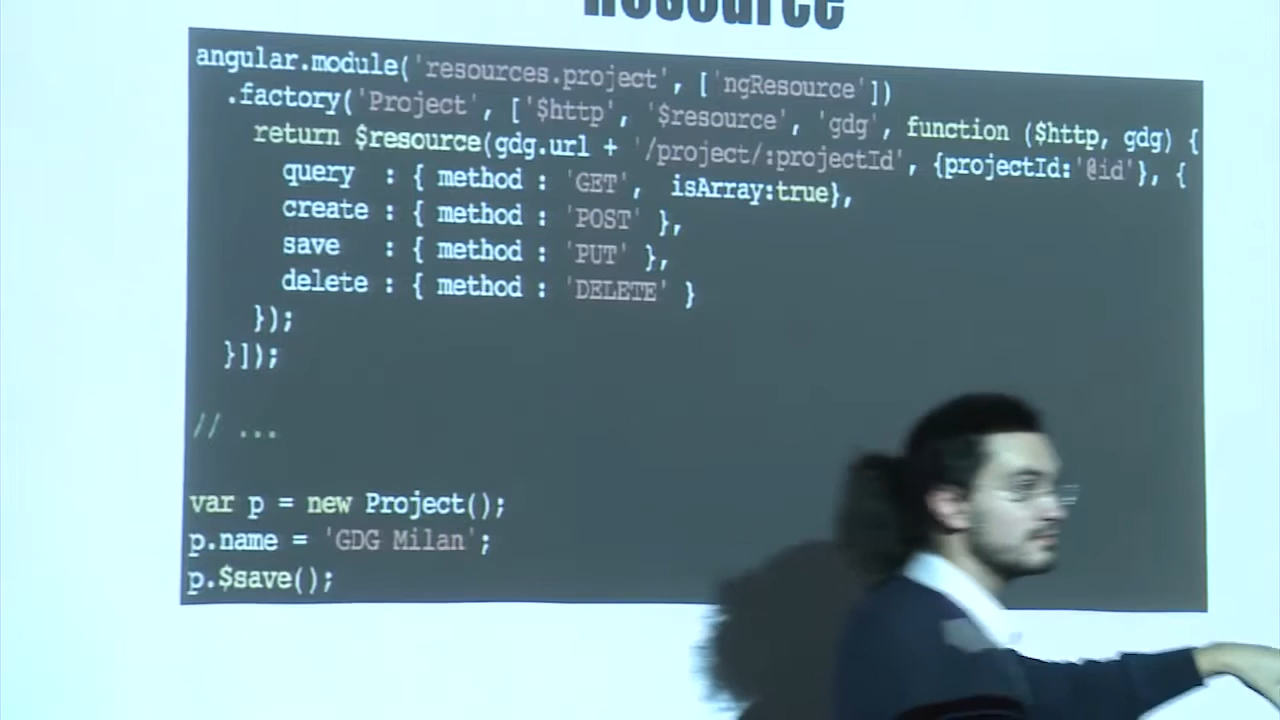 Resource
angular.module('resources.project', ['ngResource'])
.factory('Project', ['$http', '$resource', 'gdg', function ($http, gdg) {
return $resource(gdg.url + '/project/:projectId', {projectId:'@id'}, {
query : { method : 'GET', isArray:true},
create : { method : 'POST' },
save : { method : 'PUT' },
delete : { method : 'DELETE' }
});
}]);
// ...
var p = new Project();
p.name = 'GDG Milan';
p.$save();